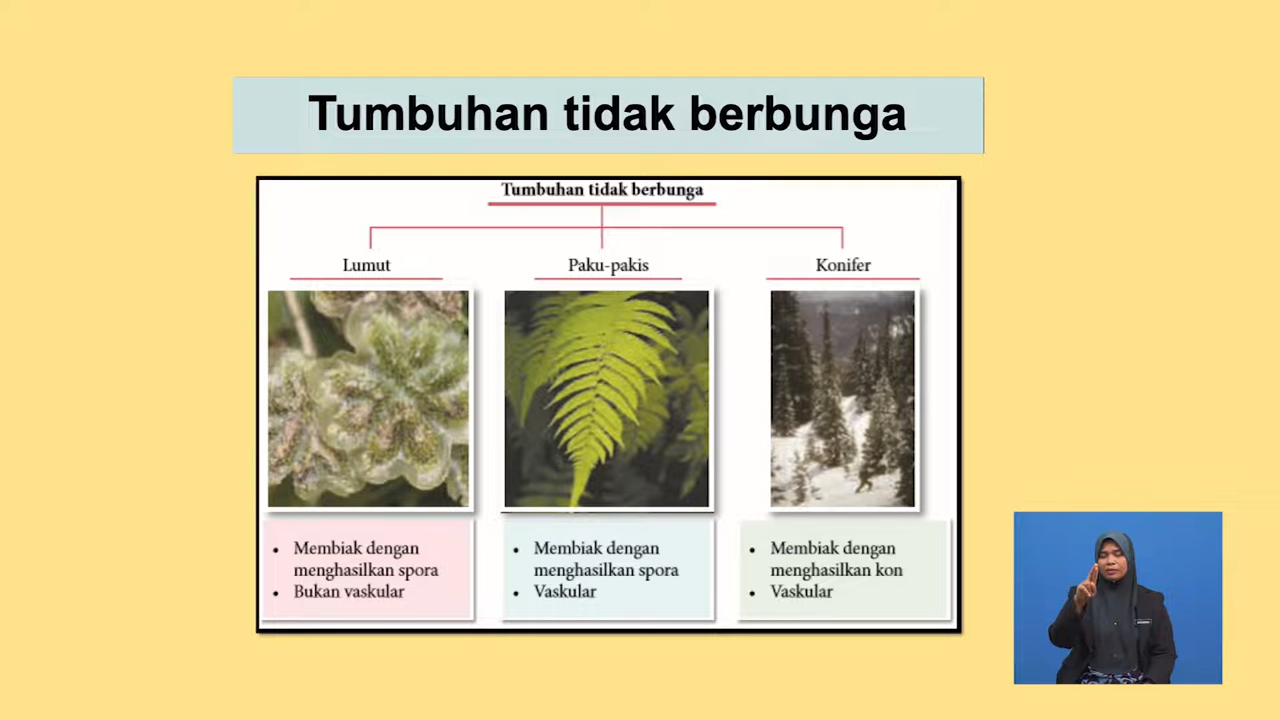 Tumbuhan tidak berbunga
Tumbuhan tidak berbunga
Lumut
Paku-pakis
Konifer
• Membiak dengan
menghasilkan spora
• Bukan vaskular
• Membiak dengan
menghasilkan spora
• Vaskular
• Membiak dengan
menghasilkan kon
• Vaskular